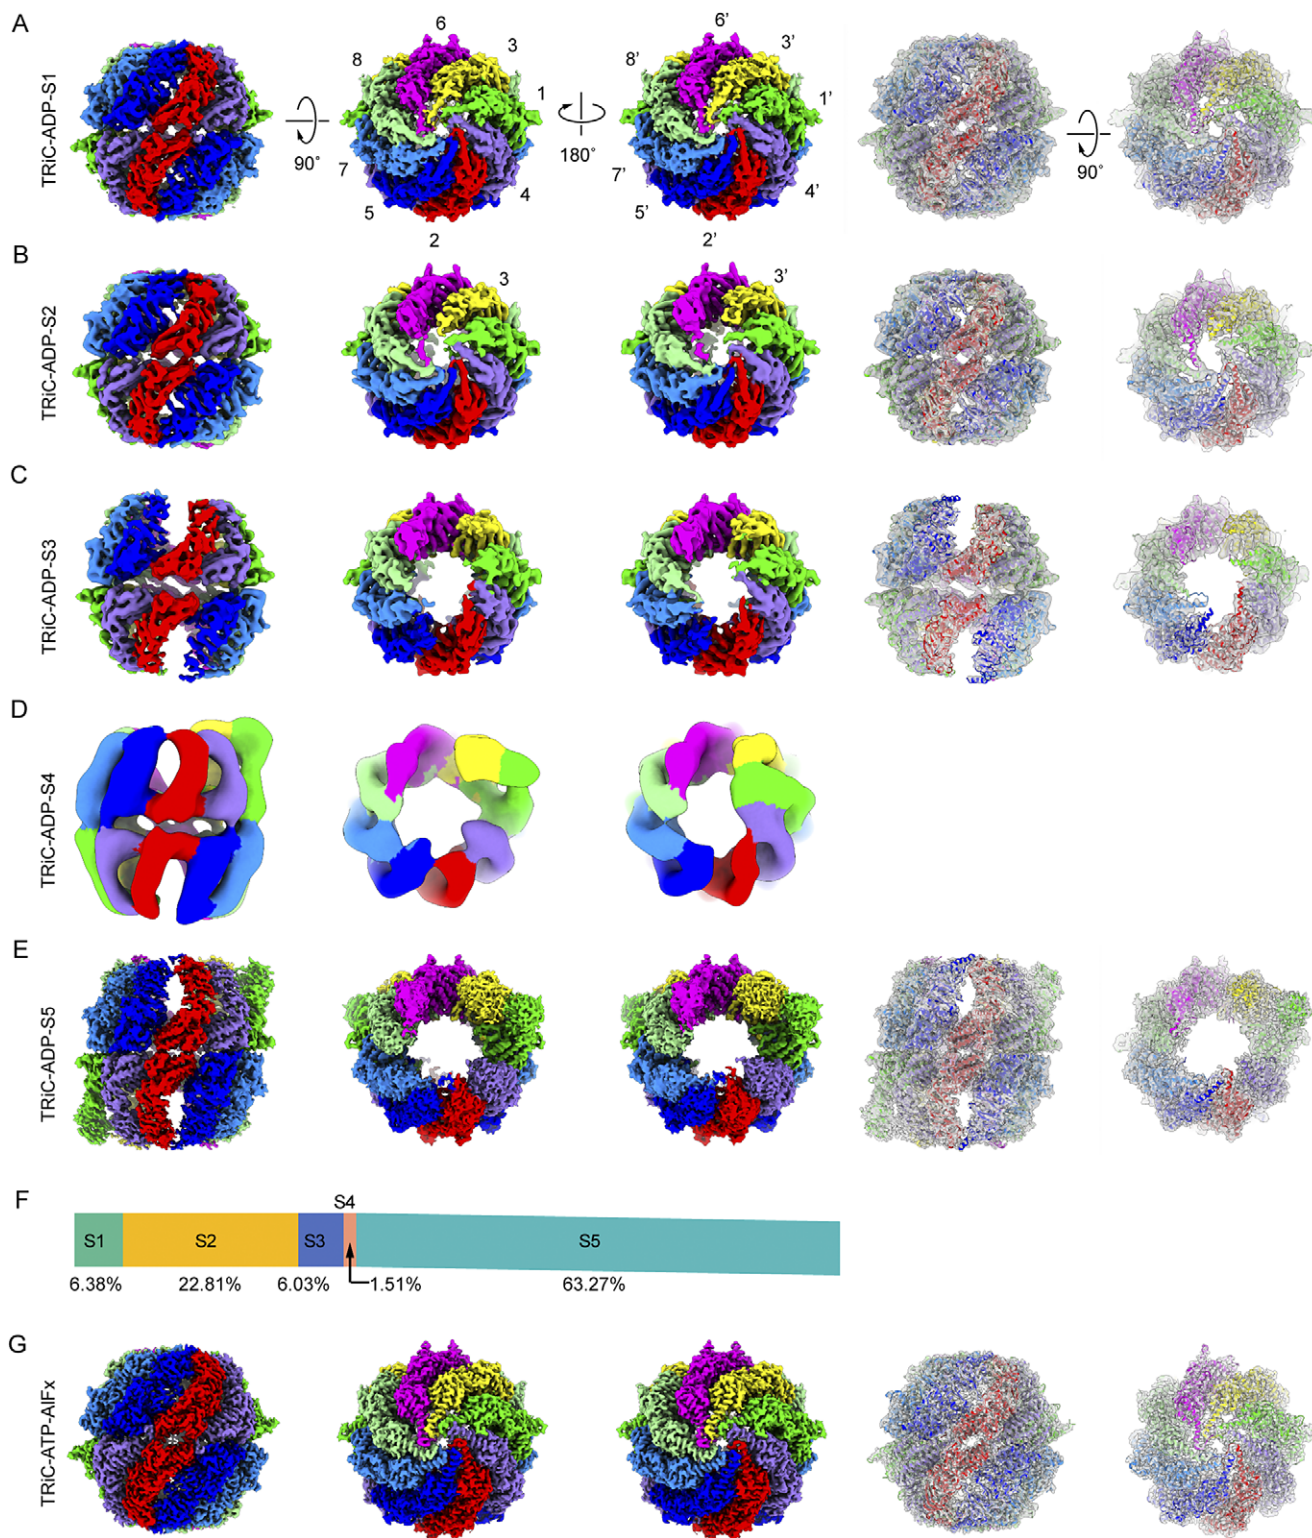 A
TRiC-ADP-S1
90°
6
3
8
1
7
4
5
2
180°
6'
3'
8'
1'
7'
4'
5'
2'
90°
B
TRiC-ADP-S2
3
3'
C
TRiC-ADP-S3
D
TRiC-ADP-S4
E
TRiC-ADP-S5
F
S4
S1
S2
S3
S5
6.38%
22.81%
6.03%
1.51%
63.27%
G
TRiC-ATP-AlFx